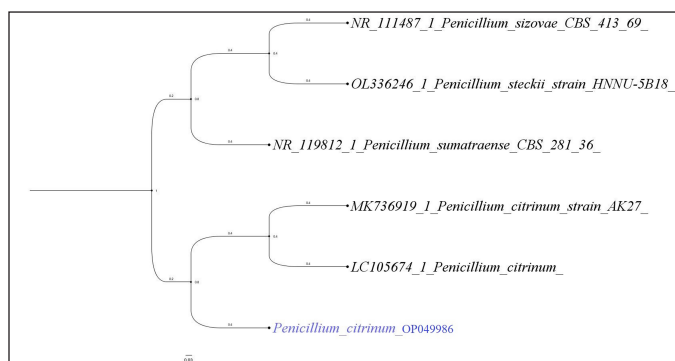 NR_111487_1_Penicillium_sizovae_CBS_413_69_
OL336246_1_Penicillium_steckii_strain_HNNU-5B18_
NR_119812_1_Penicillium_sumatraense_CBS_281_36_
MK736919_1_Penicillium_citrinum_strain_AK27_
LC105674_1_Penicillium_citrinum_
Penicillium_citrinum_OP049986